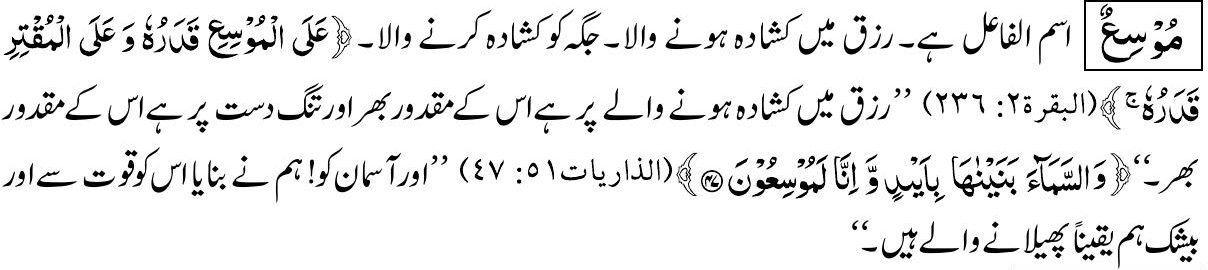 مُوْسِعٌ اسم الفاعل ہے۔ رزق میں کشادہ ہونے والا۔ جگہ کو کشادہ کرنے والا۔ ﴿عَلَی الْمُوْسِعِ قَدَرُهٗ وَ عَلَی الْمُقْتِرِ
قَدَرُهٗ ۚ﴾ (البقرة۲: ۲۳٦) ’’رزق میں کشادہ ہونے والے پر ہے اس کے مقدور بھر اور تنگ دست پر ہے اس کے مقدور
بھر۔‘‘ ﴿وَالسَّمَآءَ بَنَیْنٰهَا بِاَیْىدٍ وَّ اِنَّا لَمُوْسِعُوْنَ ۴۷﴾ (الذاریات ۵۱: ۴۷) ’’اور آسمان کو! ہم نے بنایا اس کو قوت سے اور
بیشک ہم یقیناً پھیلانے والے ہیں۔‘‘